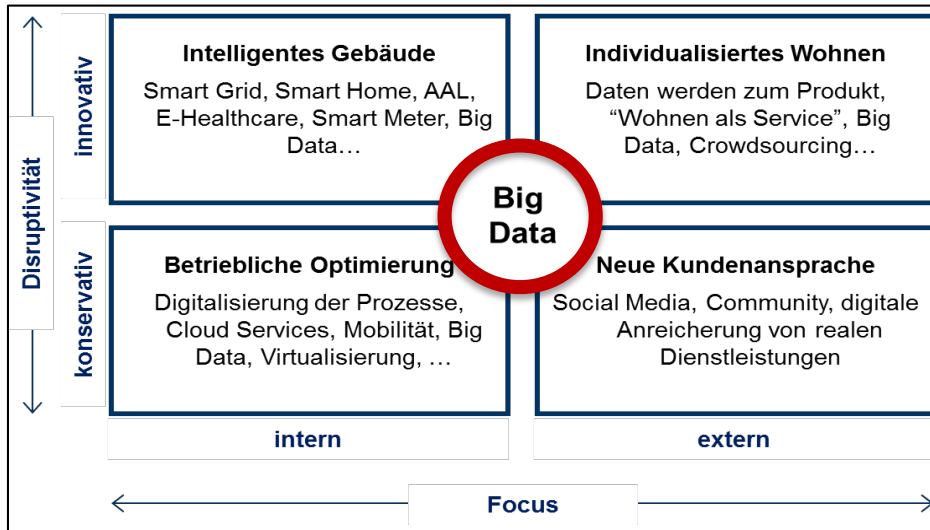 Disruptivität
innovativ
Intelligentes Gebäude
Smart Grid, Smart Home, AAL,
E-Healthcare, Smart Meter, Big
Data…
Individualisiertes Wohnen
Daten werden zum Produkt,
“Wohnen als Service”, Big
Data, Crowdsourcing…
Big
Data
konservativ
Betriebliche Optimierung
Digitalisierung der Prozesse,
Cloud Services, Mobilität, Big
Data, Virtualisierung, …
Neue Kundenansprache
Social Media, Community, digitale
Anreicherung von realen
Dienstleistungen
intern
extern
Focus